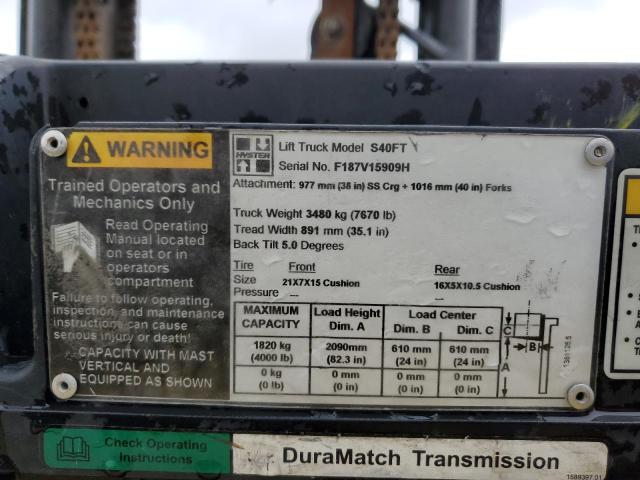 WARNING
Trained Operators and
Mechanics Only
Read Operating
Manual located
on seat or in
operators
compartment
Failure to follow operating,
inspection, and maintenance
instructions can cause
serious injury or death!
CAPACITY WITH MAST
VERTICAL AND
EQUIPPED AS SHOWN
HYSTER
Lift Truck Model S40FT
Serial No. F187V15909H
Attachment: 977 mm (38 in) SS Crg + 1016 mm (40 in) Forks
Truck Weight 3480 kg (7670 lb)
Tread Width 891 mm (35.1 in)
Back Tilt 5.0 Degrees
Tire Front Rear
Size 21X7X15 Cushion 16X5X10.5 Cushion
Pressure --- ---
MAXIMUM CAPACITY Load Height Dim. A Load Center Dim. B Dim. C
1820 kg 2090mm 610 mm 610 mm
(4000 lb) (82.3 in) (24 in) (24 in)
0 kg 0 mm 0 mm 0 mm
(0 lb) (0 in) (0 in) (0 in)
C
B
A
Check Operating
Instructions
DuraMatch Transmission
1589397 01